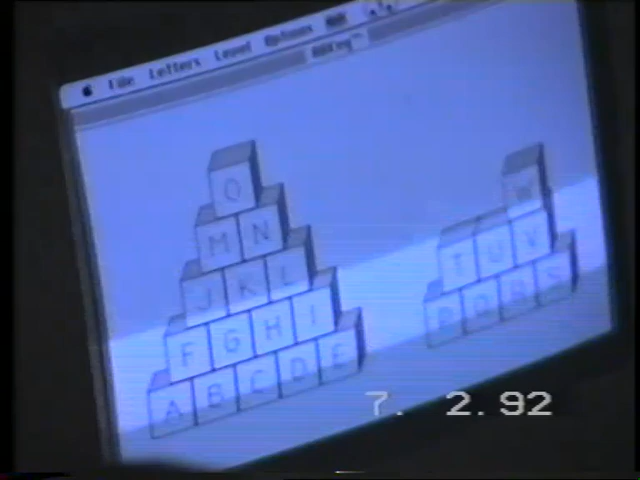 File Letters Level Options
O
M N
J K L
F G H I
A B C D E
W
T U V
P Q R S
7. 2.92